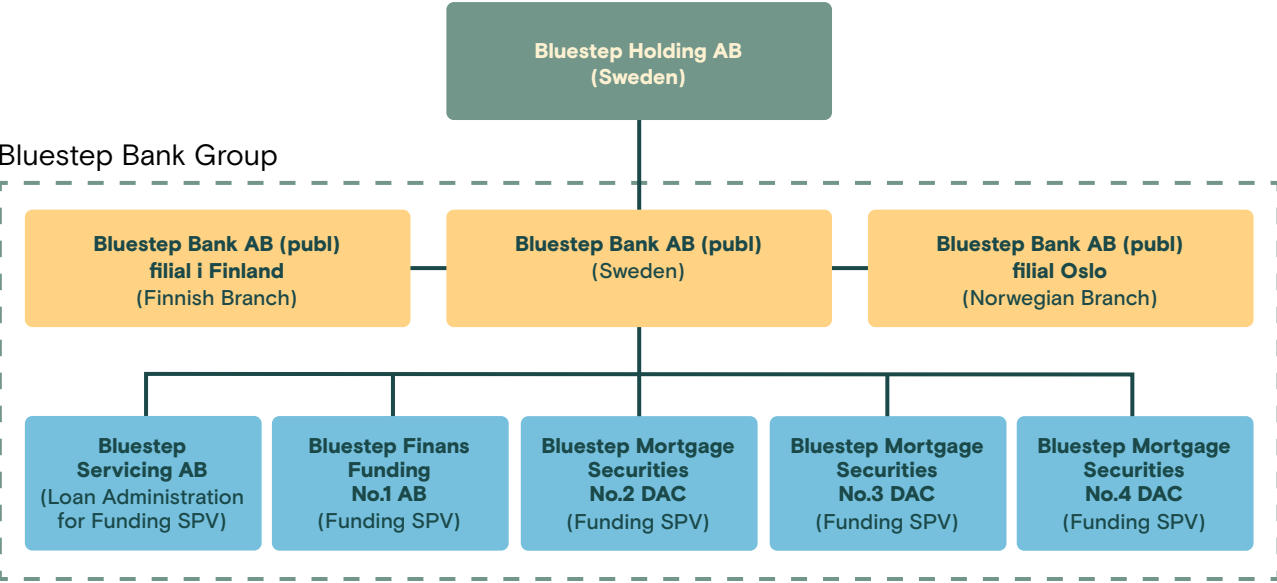 Bluestep Holding AB
(Sweden)
Bluestep Bank Group
Bluestep Bank AB (publ)
filial i Finland
(Finnish Branch)
Bluestep Bank AB (publ)
(Sweden)
Bluestep Bank AB (publ)
filial Oslo
(Norwegian Branch)
Bluestep
Servicing AB
(Loan Administration
for Funding SPV)
Bluestep Finans
Funding
No.1 AB
(Funding SPV)
Bluestep Mortgage
Securities
No.2 DAC
(Funding SPV)
Bluestep Mortgage
Securities
No.3 DAC
(Funding SPV)
Bluestep Mortgage
Securities
No.4 DAC
(Funding SPV)